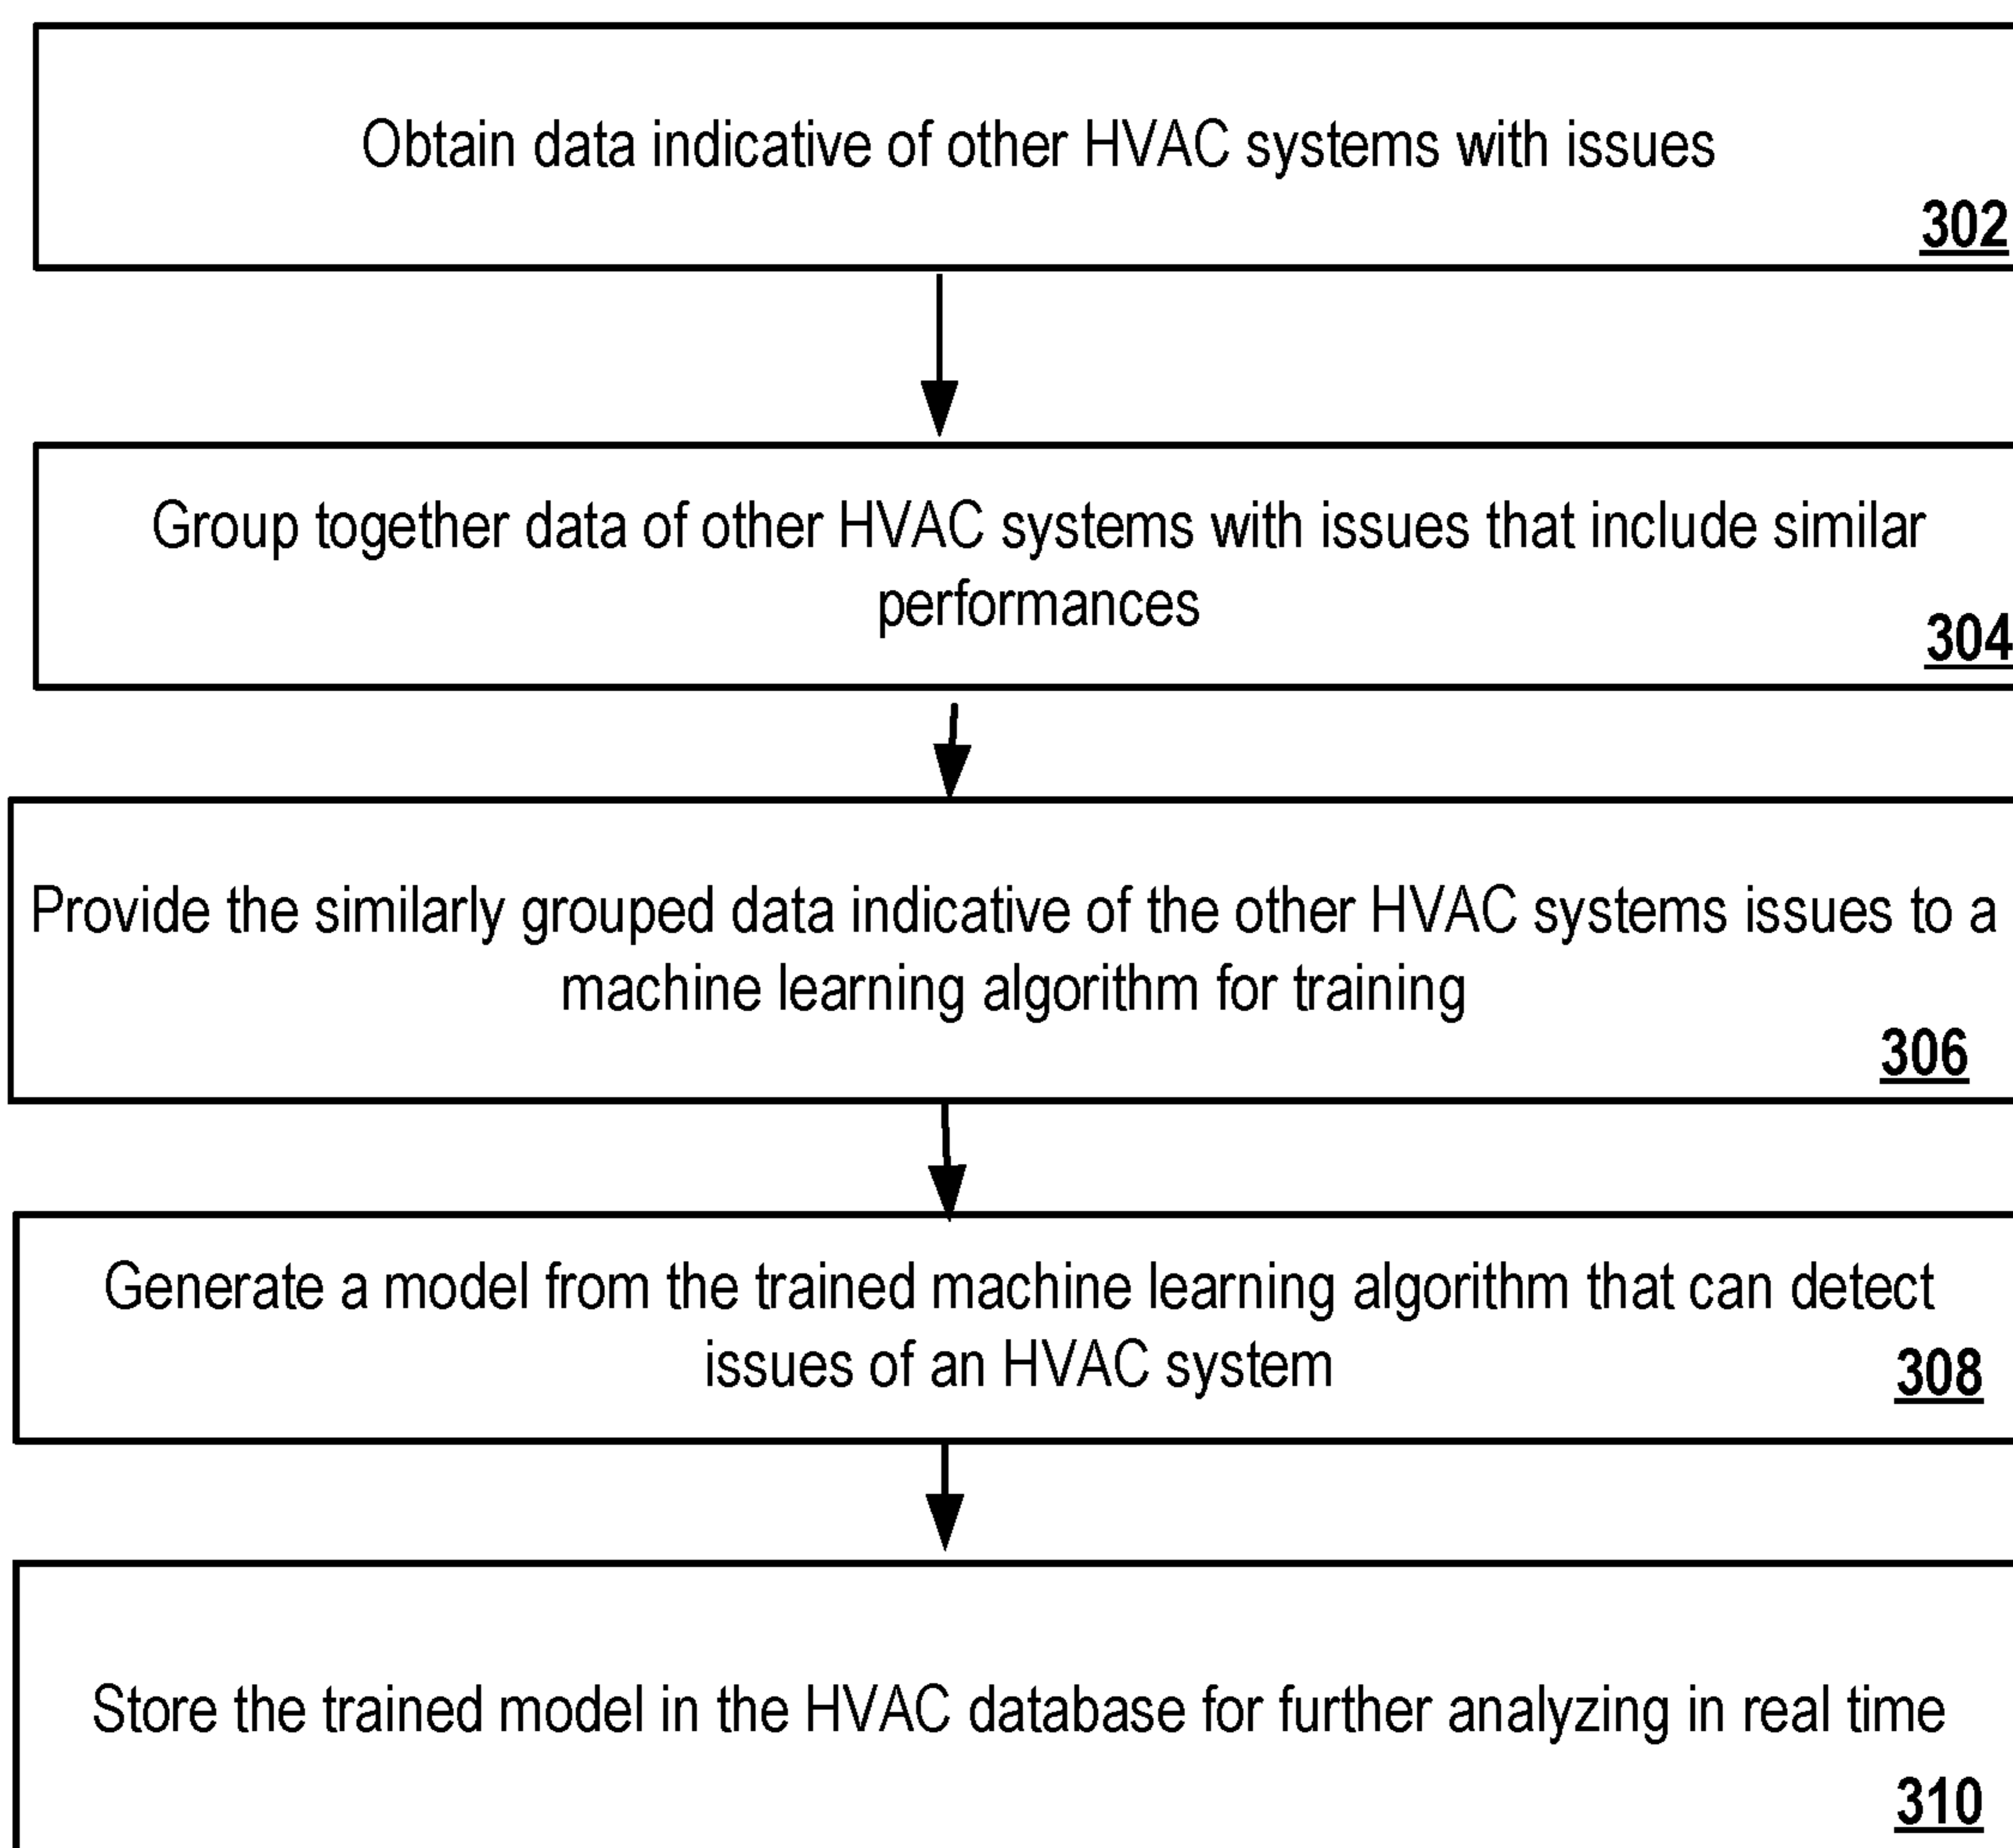 Obtain data indicative of other HVAC systems with issues
302
Group together data of other HVAC systems with issues that include similar
performances
304
Provide the similarly grouped data indicative of the other HVAC systems issues to a
machine learning algorithm for training
306
Generate a model from the trained machine learning algorithm that can detect
issues of an HVAC system
308
Store the trained model in the HVAC database for further analyzing in real time
310